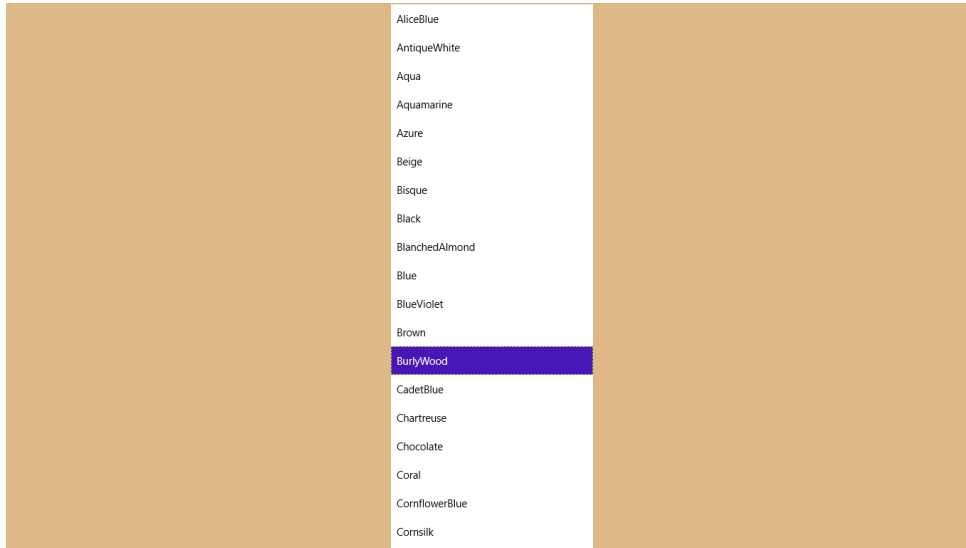 AliceBlue
AntiqueWhite
Aqua
Aquamarine
Azure
Beige
Bisque
Black
BlanchedAlmond
Blue
BlueViolet
Brown
BurlyWood
CadetBlue
Chartreuse
Chocolate
Coral
CornflowerBlue
Cornsilk